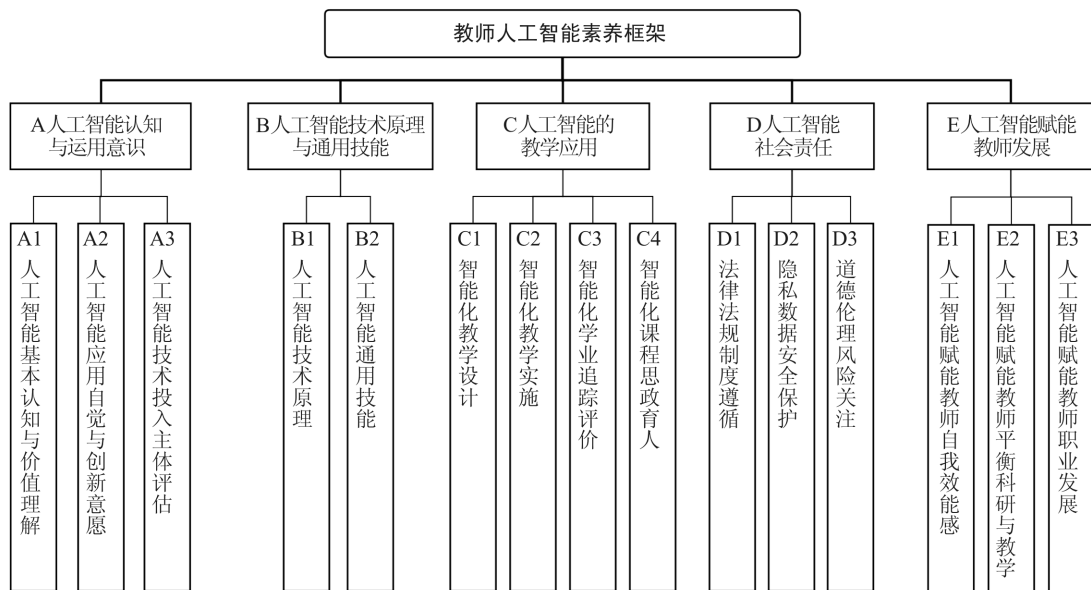 教师人工智能素养框架
A人工智能认知
与运用意识
B人工智能技术原理
与通用技能
C人工智能的
教学应用
D人工智能
社会责任
E人工智能赋能
教师发展
A1
人工智能基本认知与价值理解
A2
人工智能应用自觉与创新意愿
A3
人工智能技术投入主体评估
B1
人工智能技术原理
B2
人工智能通用技能
C1
智能化教学设计
C2
智能化教学实施
C3
智能化学业追踪评价
C4
智能化课程思政育人
D1
法律法规制度遵循
D2
隐私数据安全保护
D3
道德伦理风险关注
E1
人工智能赋能教师自我效能感
E2
人工智能赋能教师平衡科研与教学
E3
人工智能赋能教师职业发展